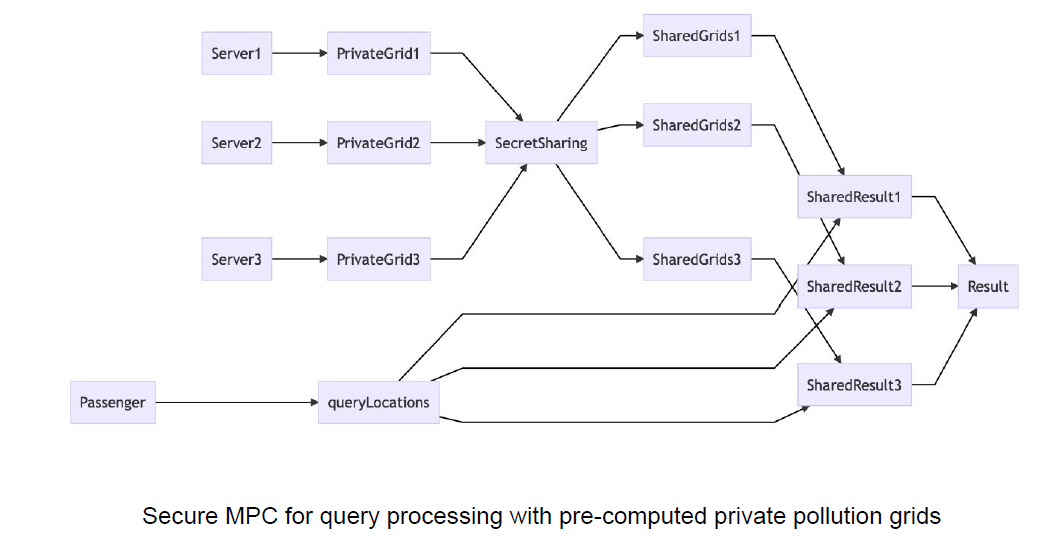 Server1
PrivateGrid1
SharedGrids1
Server2
PrivateGrid2
SecretSharing
SharedGrids2
SharedResult1
Server3
PrivateGrid3
SharedGrids3
SharedResult2
Result
Passenger
queryLocations
SharedResult3
Secure MPC for query processing with pre-computed private pollution grids